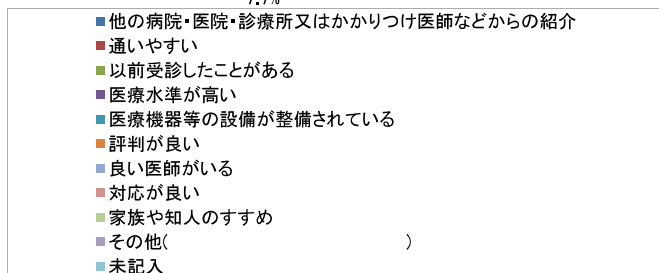 他の病院・医院・診療所又はかかりつけ医師などからの紹介
通いやすい
以前受診したことがある
医療水準が高い
医療機器等の設備が整備されている
評判が良い
良い医師がいる
対応が良い
家族や知人のすすめ
その他(　　　　　　　　　　　　)
未記入